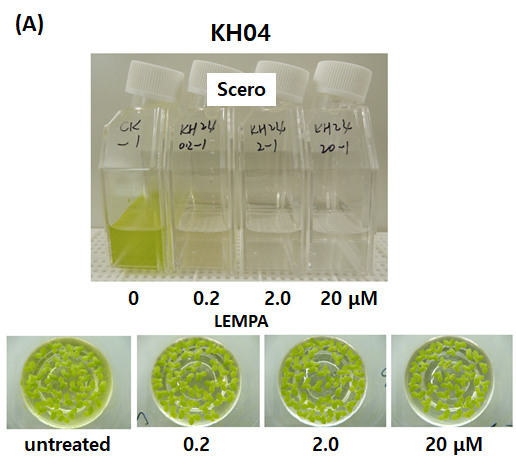 (A)
KH04
Scero
CK
-1
KH24
0.2-1
KH24
2-1
KH24
20-1
0 0.2 2.0 20 μM
LEMPA
untreated 0.2 2.0 20 μM